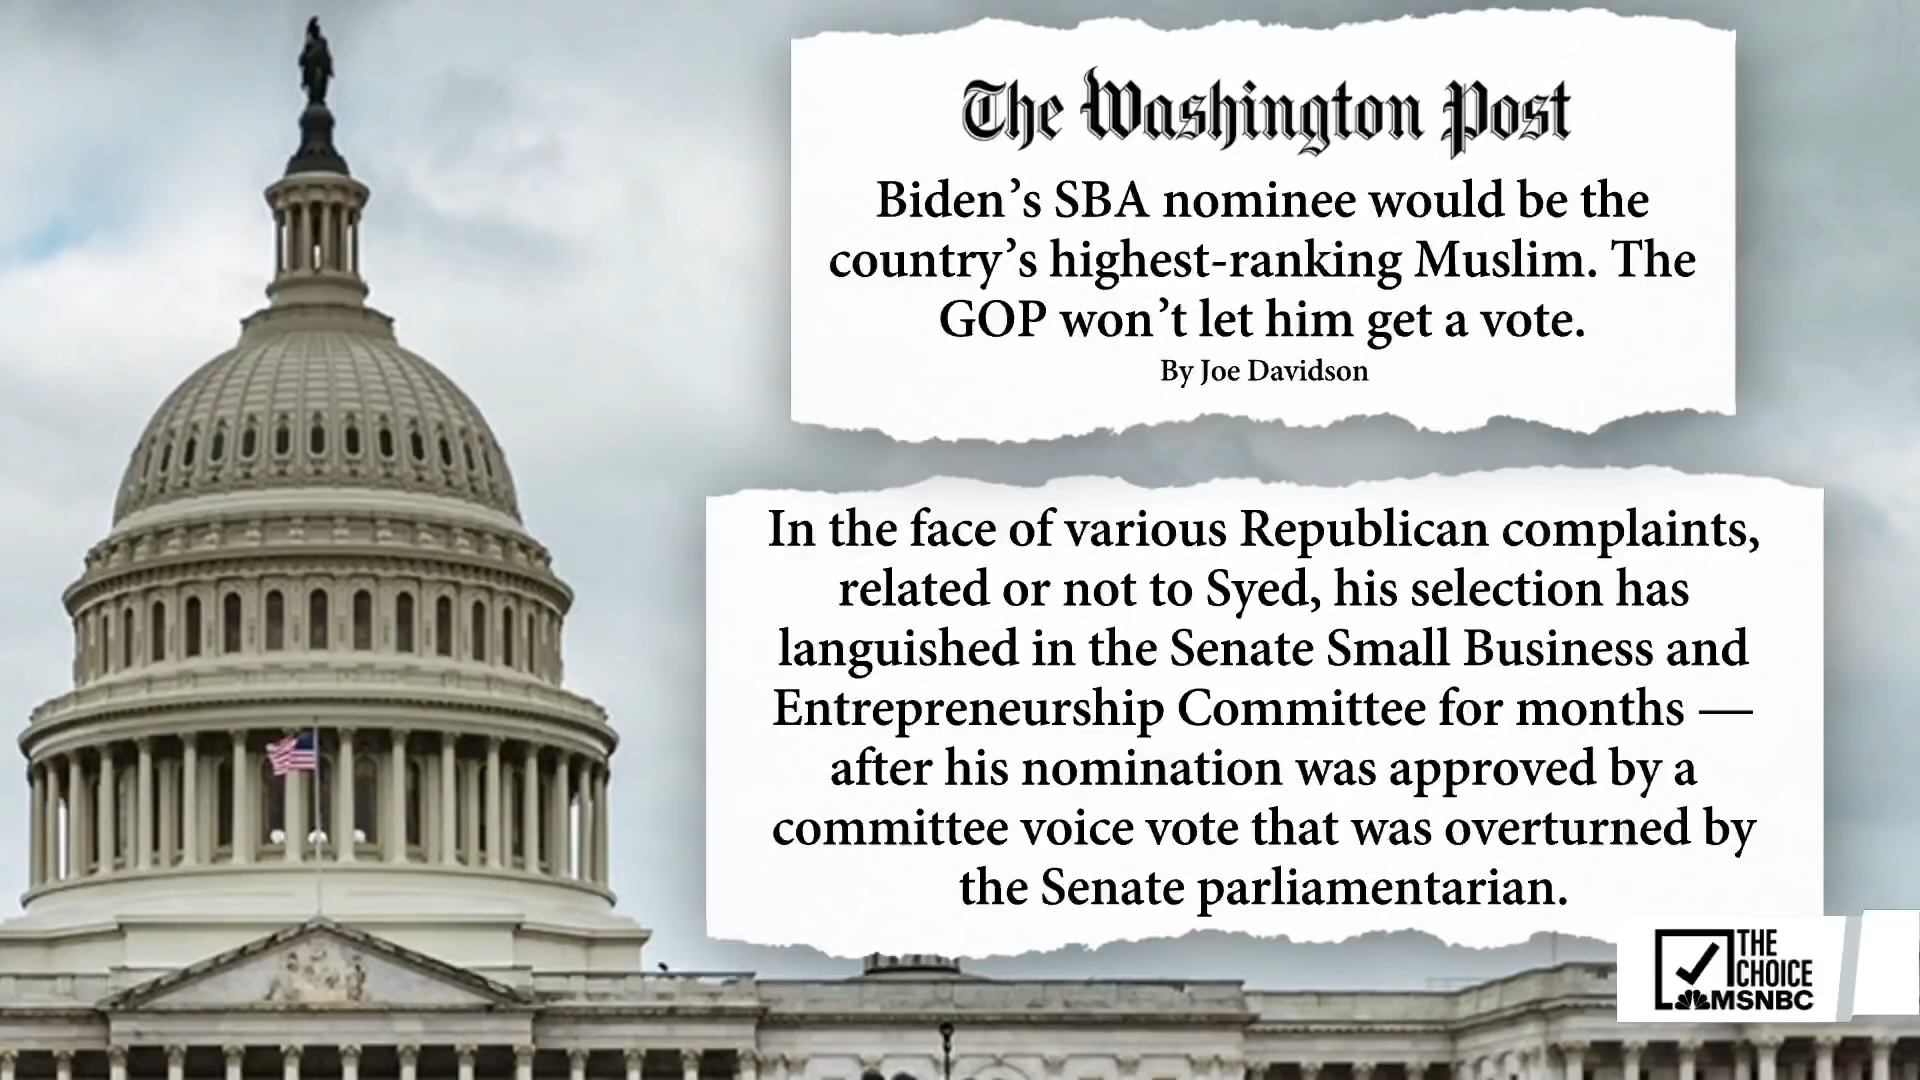 The Washington Post
Biden’s SBA nominee would be the
country’s highest-ranking Muslim. The
GOP won’t let him get a vote.
By Joe Davidson
In the face of various Republican complaints,
related or not to Syed, his selection has
languished in the Senate Small Business and
Entrepreneurship Committee for months —
after his nomination was approved by a
committee voice vote that was overturned by
the Senate parliamentarian.
THE
CHOICE
MSNBC